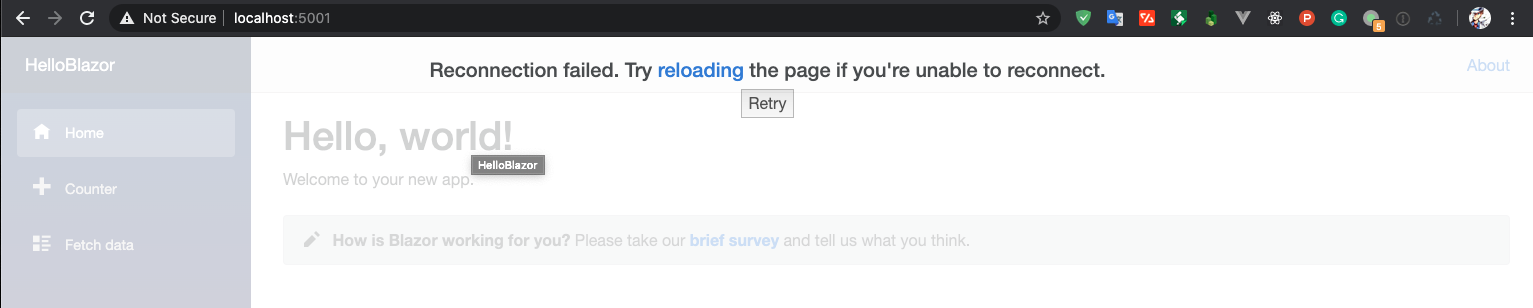 Not Secure localhost:5001
5
HelloBlazor
Reconnection failed. Try reloading the page if you're unable to reconnect.
About
Retry
Home
Hello, world!
HelloBlazor
Welcome to your new app.
Counter
How is Blazor working for you? Please take our brief survey and tell us what you think.
Fetch data